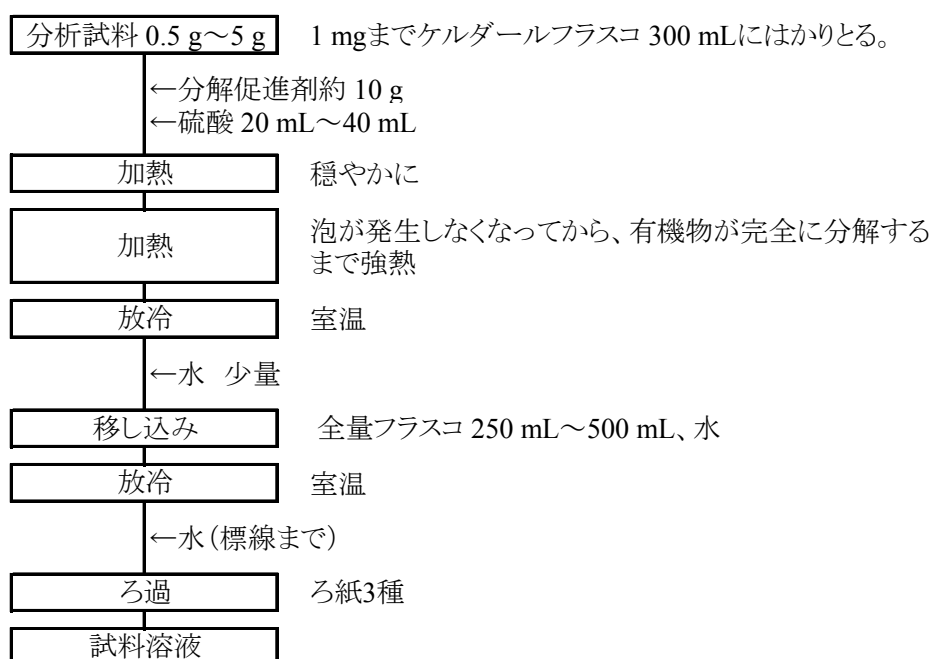 分析試料 0.5 g～5 g 1 mgまでケルダールフラスコ 300 mLにはかりとる。
←分解促進剤約 10 g
←硫酸 20 mL～40 mL
加熱 穏やかに
加熱 泡が発生しなくなってから、有機物が完全に分解する
まで強熱
放冷 室温
←水 少量
移し込み 全量フラスコ 250 mL～500 mL、水
放冷 室温
←水（標線まで）
ろ過 ろ紙3種
試料溶液